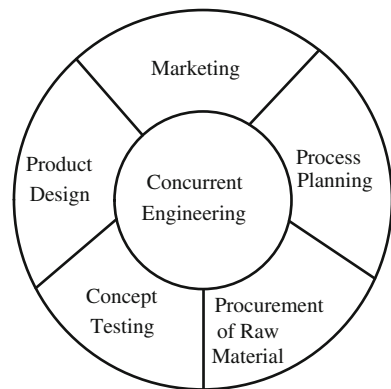 Marketing
Process
Planning
Product
Design
Concurrent
Engineering
Concept
Testing
Procurement
of Raw
Material